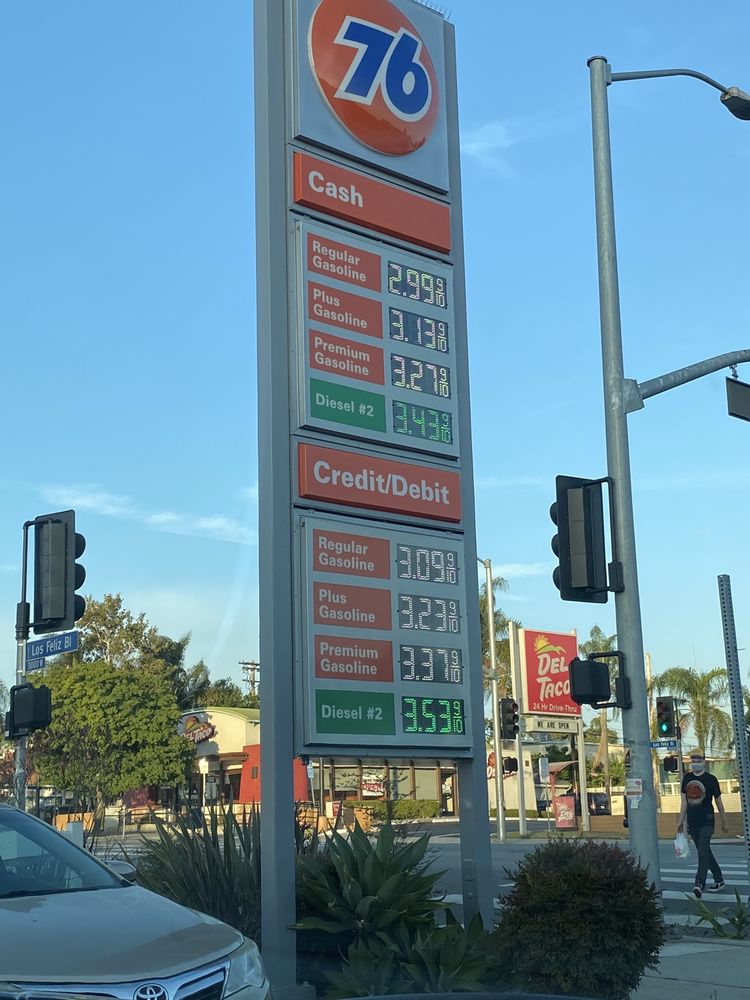 76
Cash
Regular
Gasoline
2.99 9/10
Plus
Gasoline
3.13 9/10
Premium
Gasoline
3.27 9/10
Diesel #2
3.43 9/10
Credit/Debit
Regular
Gasoline
3.09 9/10
Plus
Gasoline
3.23 9/10
Premium
Gasoline
3.37 9/10
Diesel #2
3.53 9/10
Los Feliz Bl
3000 W
DEL
TACO
24 Hr Drive-Thru
WE ARE OPEN
Del Taco